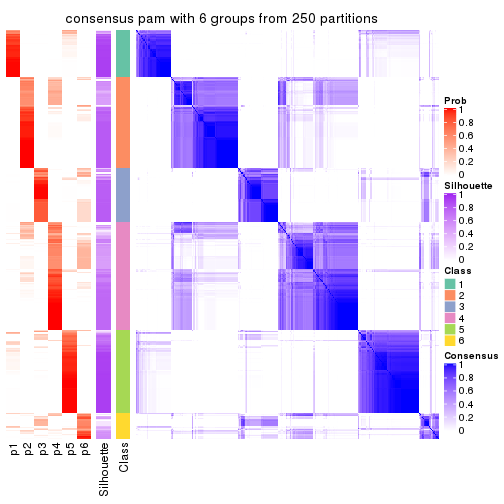 consensus pam with 6 groups from 250 partitions
Prob
1
0.8
0.6
0.4
0.2
0
Silhouette
1
0.8
0.6
0.4
0.2
0
Class
1
2
3
4
5
6
Consensus
1
0.8
0.6
0.4
0.2
0
p1
p2
p3
p4
p5
p6
Silhouette
Class